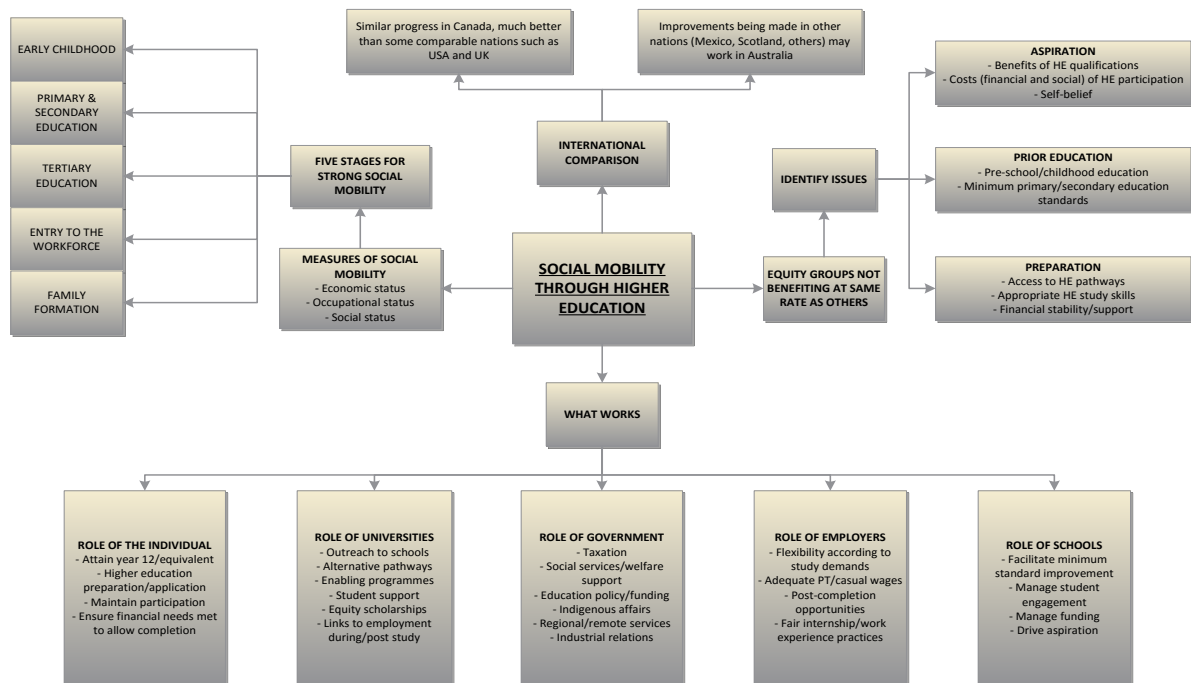 Similar progress in Canada, much better
than some comparable nations such as
USA and UK
Improvements being made in other
nations (Mexico, Scotland, others) may
work in Australia
EARLY CHILDHOOD
PRIMARY &
SECONDARY
EDUCATION
TERTIARY
EDUCATION
ENTRY TO THE
WORKFORCE
FAMILY
FORMATION
FIVE STAGES FOR
STRONG SOCIAL
MOBILITY
MEASURES OF SOCIAL
MOBILITY
- Economic status
- Occupational status
- Social status
INTERNATIONAL
COMPARISON
SOCIAL MOBILITY
THROUGH HIGHER
EDUCATION
IDENTIFY ISSUES
EQUITY GROUPS NOT
BENEFITING AT SAME
RATE AS OTHERS
ASPIRATION
- Benefits of HE qualifications
- Costs (financial and social) of HE participation
- Self-belief
PRIOR EDUCATION
- Pre-school/childhood education
- Minimum primary/secondary education
standards
PREPARATION
- Access to HE pathways
- Appropriate HE study skills
- Financial stability/support
WHAT WORKS
ROLE OF THE INDIVIDUAL
- Attain year 12/equivalent
- Higher education
preparation/application
- Maintain participation
- Ensure financial needs met
to allow completion
ROLE OF UNIVERSITIES
- Outreach to schools
- Alternative pathways
- Enabling programmes
- Student support
- Equity scholarships
- Links to employment
during/post study
ROLE OF GOVERNMENT
- Taxation
- Social services/welfare
support
- Education policy/funding
- Indigenous affairs
- Regional/remote services
- Industrial relations
ROLE OF EMPLOYERS
- Flexibility according to
study demands
- Adequate PT/casual wages
- Post-completion
opportunities
- Fair internship/work
experience practices
ROLE OF SCHOOLS
- Facilitate minimum
standard improvement
- Manage student
engagement
- Manage funding
- Drive aspiration